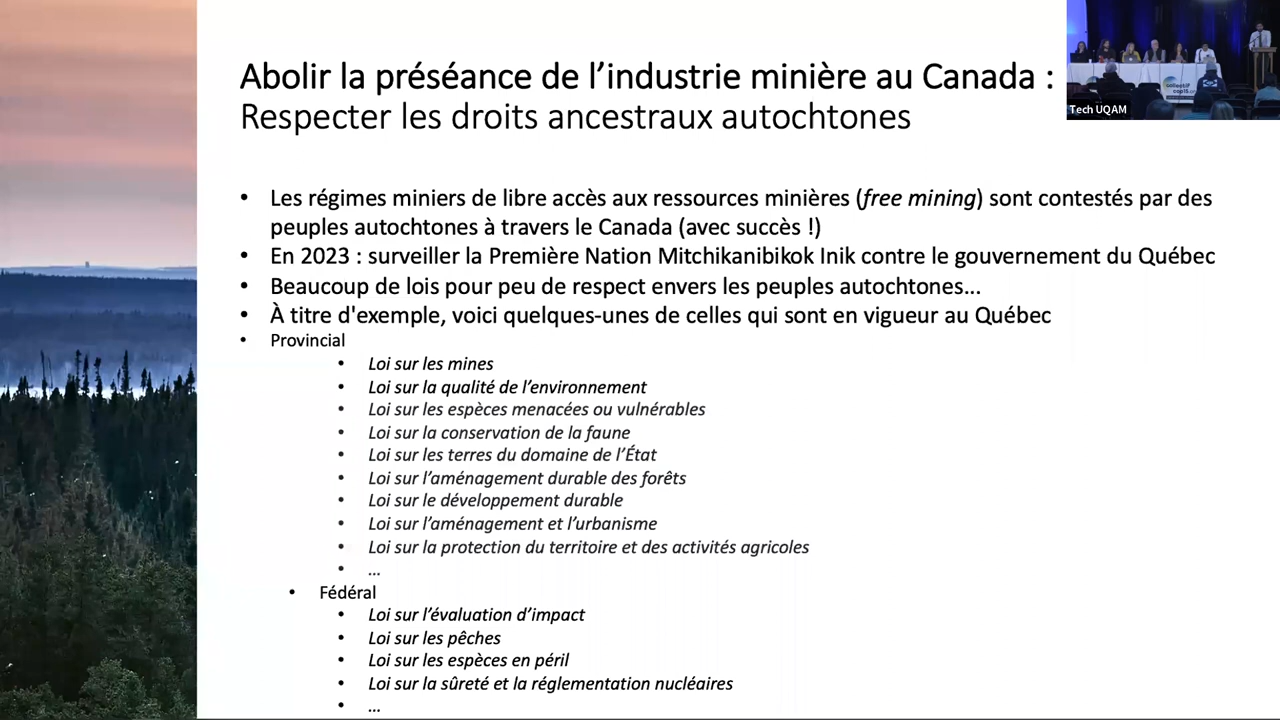 Abolir la préséance de l'industrie minière au Canada :
Respecter les droits ancestraux autochtones
Tech UQAM
collectif
cop15.
• Les régimes miniers de libre accès aux ressources minières (free mining) sont contestés par des
peuples autochtones à travers le Canada (avec succès !)
• En 2023 : surveiller la Première Nation Mitchikanibikok Inik contre le gouvernement du Québec
• Beaucoup de lois pour peu de respect envers les peuples autochtones...
• À titre d'exemple, voici quelques-unes de celles qui sont en vigueur au Québec
• Provincial
• Loi sur les mines
• Loi sur la qualité de l'environnement
• Loi sur les espèces menacées ou vulnérables
• Loi sur la conservation de la faune
• Loi sur les terres du domaine de l'État
• Loi sur l'aménagement durable des forêts
• Loi sur le développement durable
• Loi sur l'aménagement et l'urbanisme
• Loi sur la protection du territoire et des activités agricoles
• ...
• Fédéral
• Loi sur l'évaluation d'impact
• Loi sur les pêches
• Loi sur les espèces en péril
• Loi sur la sûreté et la réglementation nucléaires
• ...